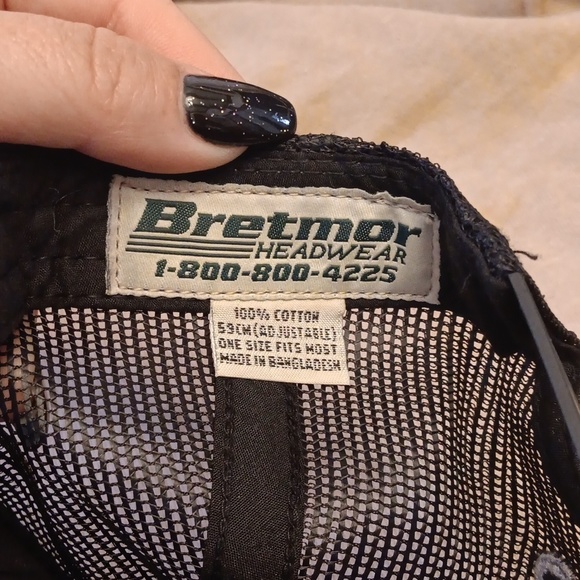 Bretmor
HEADWEAR
1-800-800-4225
100% COTTON
59CM (ADJUSTABLE)
ONE SIZE FITS MOST
MADE IN BANGLADESH